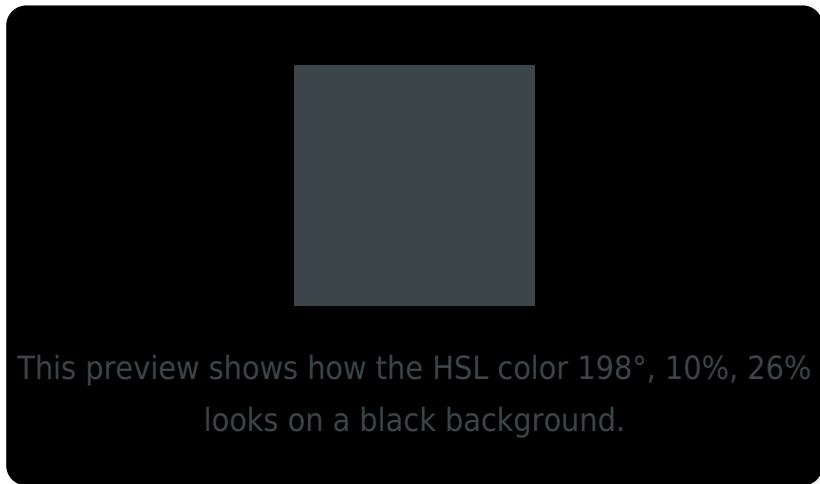 This preview shows how the HSL color 198°, 10%, 26%
looks on a black background.